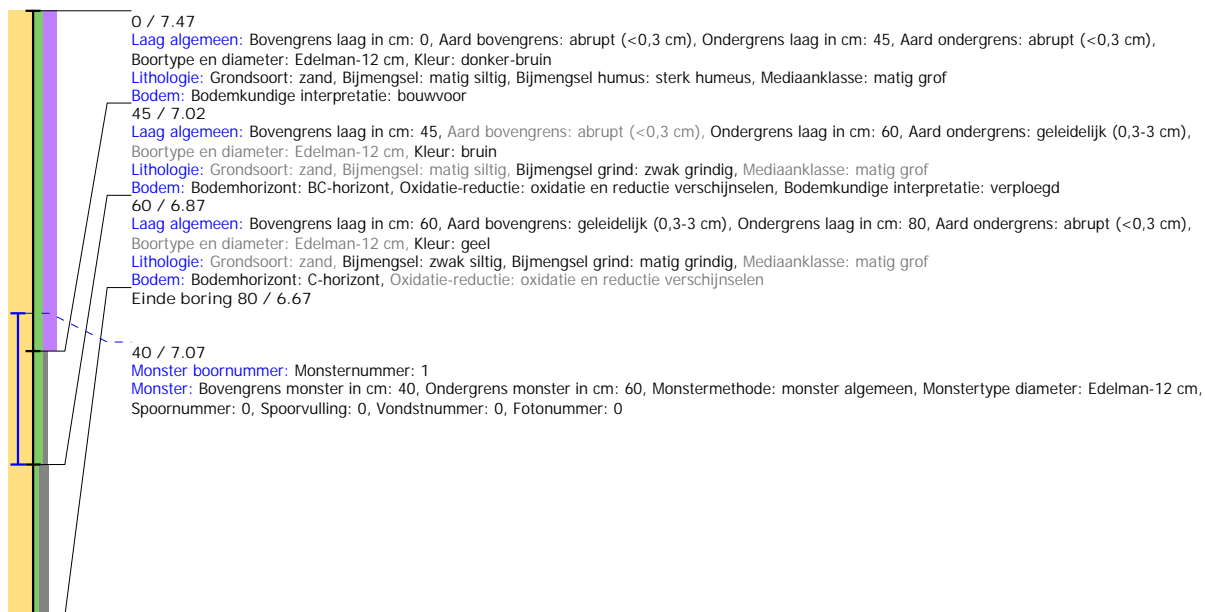 0 / 7.47
Laag algemeen: Bovengrens laag in cm: 0, Aard bovengrens: abrupt (<0,3 cm), Ondergrens laag in cm: 45, Aard ondergrens: abrupt (<0,3 cm),
Boortype en diameter: Edelman-12 cm, Kleur: donker-bruin
Lithologie: Grondsoort: zand, Bijmengsel: matig siltig, Bijmengsel humus: sterk humeus, Mediaanklasse: matig grof
Bodem: Bodemkundige interpretatie: bouwvoor
45 / 7.02
Laag algemeen: Bovengrens laag in cm: 45, Aard bovengrens: abrupt (<0,3 cm), Ondergrens laag in cm: 60, Aard ondergrens: geleidelijk (0,3-3 cm),
Boortype en diameter: Edelman-12 cm, Kleur: bruin
Lithologie: Grondsoort: zand, Bijmengsel: matig siltig, Bijmengsel grind: zwak grindig, Mediaanklasse: matig grof
Bodem: Bodemhorizont: BC-horizont, Oxidatie-reductie: oxidatie en reductie verschijnselen, Bodemkundige interpretatie: verploegd
60 / 6.87
Laag algemeen: Bovengrens laag in cm: 60, Aard bovengrens: geleidelijk (0,3-3 cm), Ondergrens laag in cm: 80, Aard ondergrens: abrupt (<0,3 cm),
Boortype en diameter: Edelman-12 cm, Kleur: geel
Lithologie: Grondsoort: zand, Bijmengsel: zwak siltig, Bijmengsel grind: matig grindig, Mediaanklasse: matig grof
Bodem: Bodemhorizont: C-horizont, Oxidatie-reductie: oxidatie en reductie verschijnselen
Einde boring 80 / 6.67
40 / 7.07
Monster boornummer: Monsternummer: 1
Monster: Bovengrens monster in cm: 40, Ondergrens monster in cm: 60, Monstermethode: monster algemeen, Monstertype diameter: Edelman-12 cm,
Spoornummer: 0, Spoorvulling: 0, Vondstnummer: 0, Fotonummer: 0